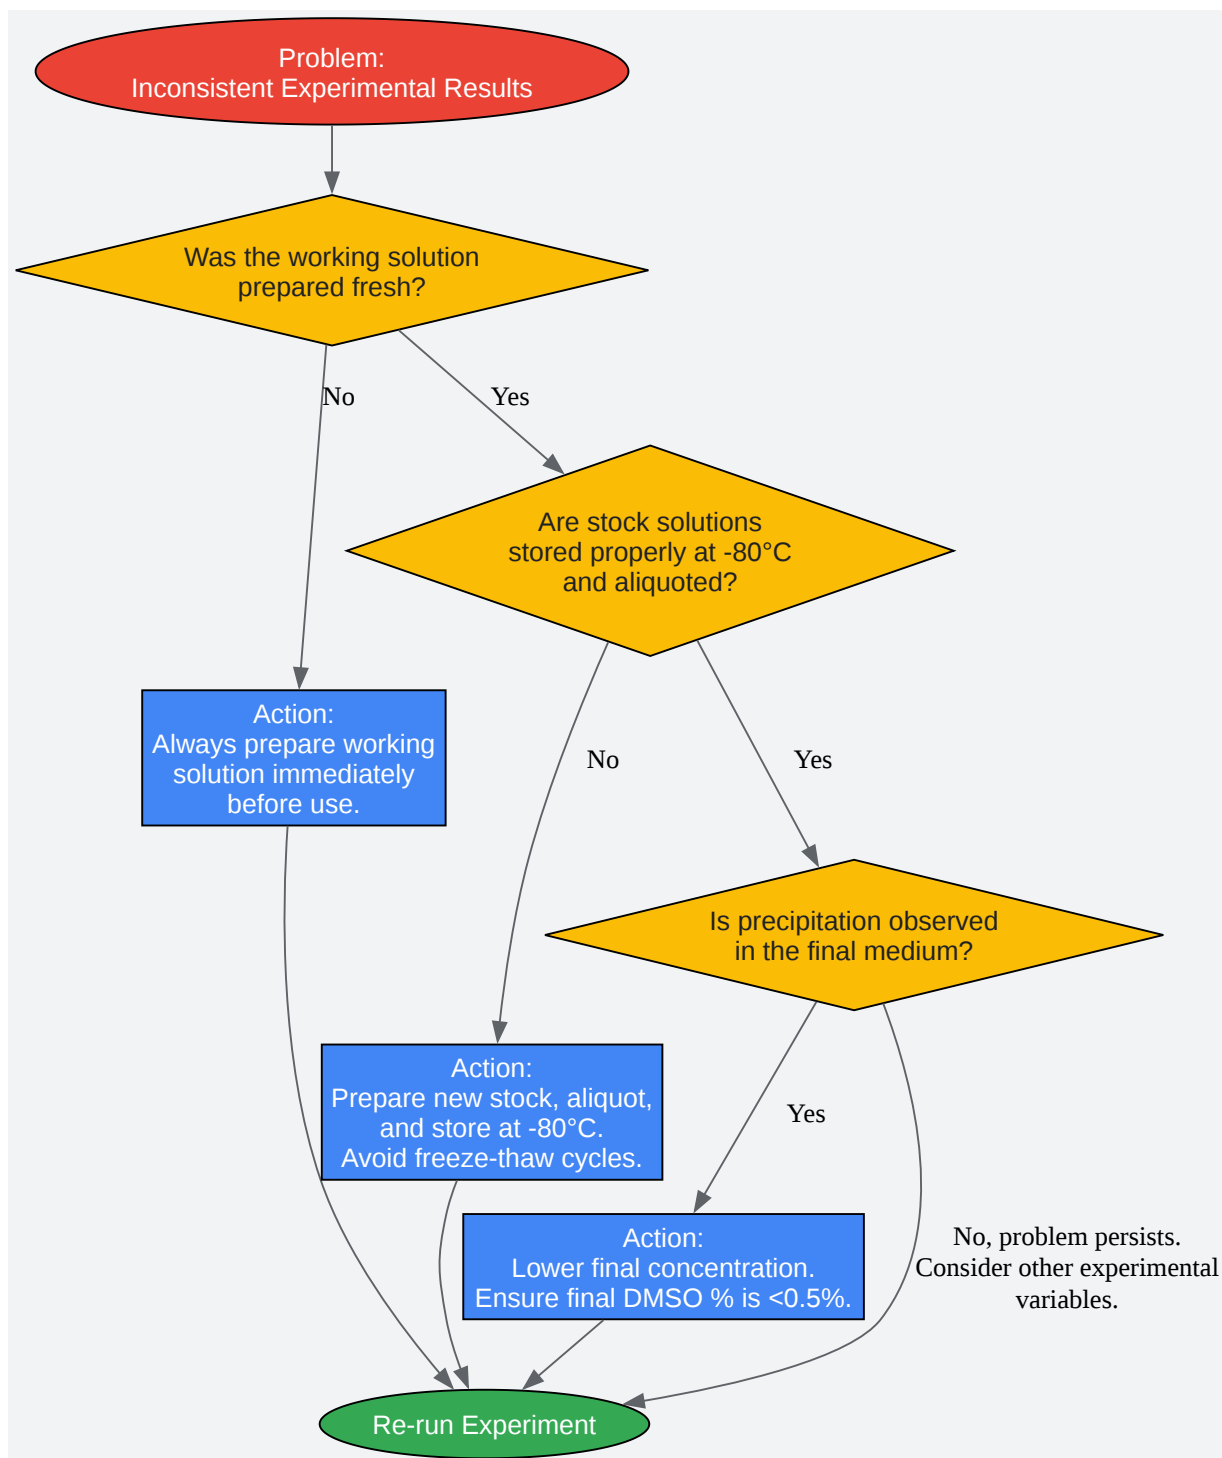 Problem:
Inconsistent Experimental Results
Was the working solution
prepared fresh?
No
Yes
Are stock solutions
stored properly at -80°C
and aliquoted?
Action:
Always prepare working
solution immediately
before use.
No
Yes
Is precipitation observed
in the final medium?
Action:
Prepare new stock, aliquot,
and store at -80°C.
Avoid freeze-thaw cycles.
Yes
Action:
Lower final concentration.
Ensure final DMSO % is <0.5%.
No, problem persists.
Consider other experimental
variables.
Re-run Experiment